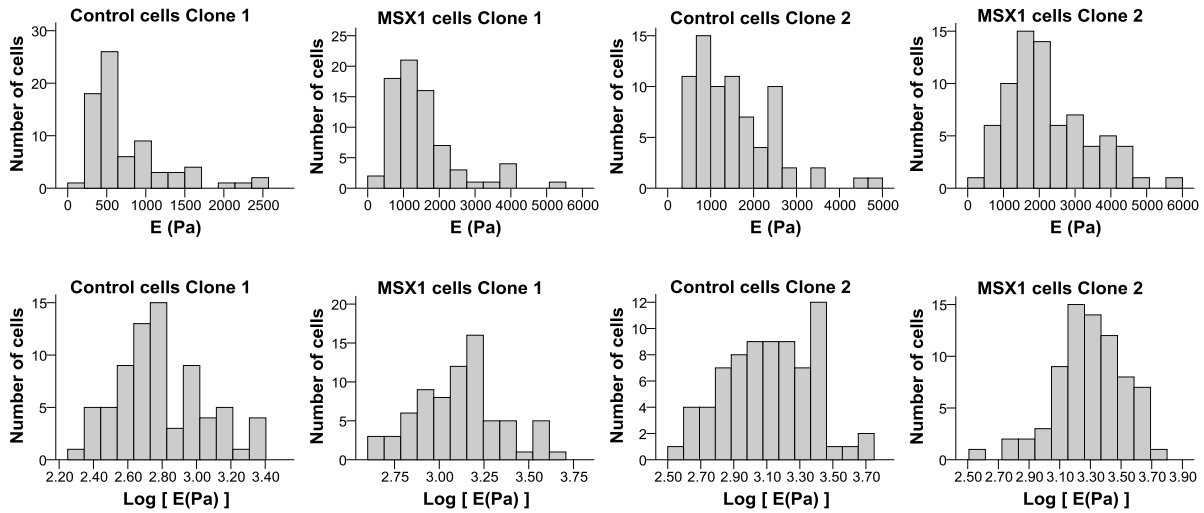 Control cells Clone 1
MSX1 cells Clone 1
Control cells Clone 2
MSX1 cells Clone 2
Number of cells
30
20
10
0
0 500 1000 1500 2000 2500
E (Pa)
Number of cells
25
20
15
10
5
0
0 1000 2000 3000 4000 5000 6000
E (Pa)
Number of cells
15
10
5
0
0 1000 2000 3000 4000 5000
E (Pa)
Number of cells
15
10
5
0
0 1000 2000 3000 4000 5000 6000
E (Pa)
Control cells Clone 1
MSX1 cells Clone 1
Control cells Clone 2
MSX1 cells Clone 2
Number of cells
15
10
5
0
2.20 2.40 2.60 2.80 3.00 3.20 3.40
Log [ E(Pa) ]
Number of cells
20
15
10
5
0
2.75 3.00 3.25 3.50 3.75
Log [ E(Pa) ]
Number of cells
12
10
8
6
4
2
0
2.50 2.70 2.90 3.10 3.30 3.50 3.70
Log [ E(Pa) ]
Number of cells
15
10
5
0
2.50 2.70 2.90 3.10 3.30 3.50 3.70 3.90
Log [ E(Pa) ]